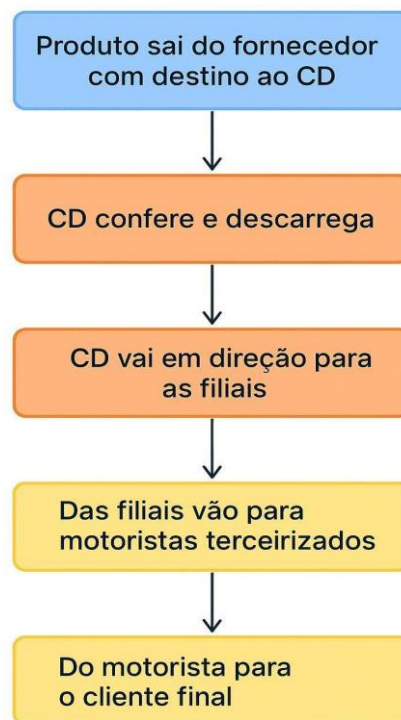 Produto sai do fornecedor
com destino ao CD
CD confere e descarrega
CD vai em direção para
as filiais
Das filiais vão para
motoristas terceirizados
Do motorista para
o cliente final